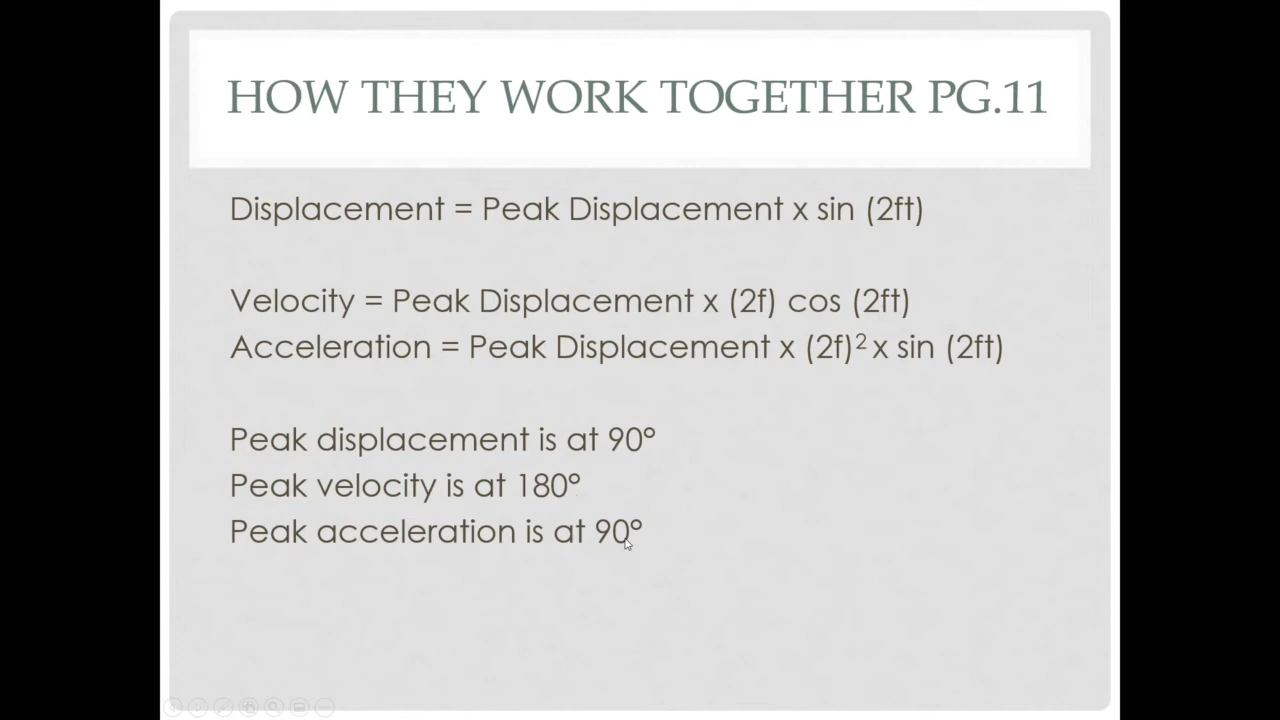 HOW THEY WORK TOGETHER PG.11
Displacement = Peak Displacement x sin (2ft)
Velocity = Peak Displacement x (2f) cos (2ft)
Acceleration = Peak Displacement x (2f)² x sin (2ft)
Peak displacement is at 90°
Peak velocity is at 180°
Peak acceleration is at 90°